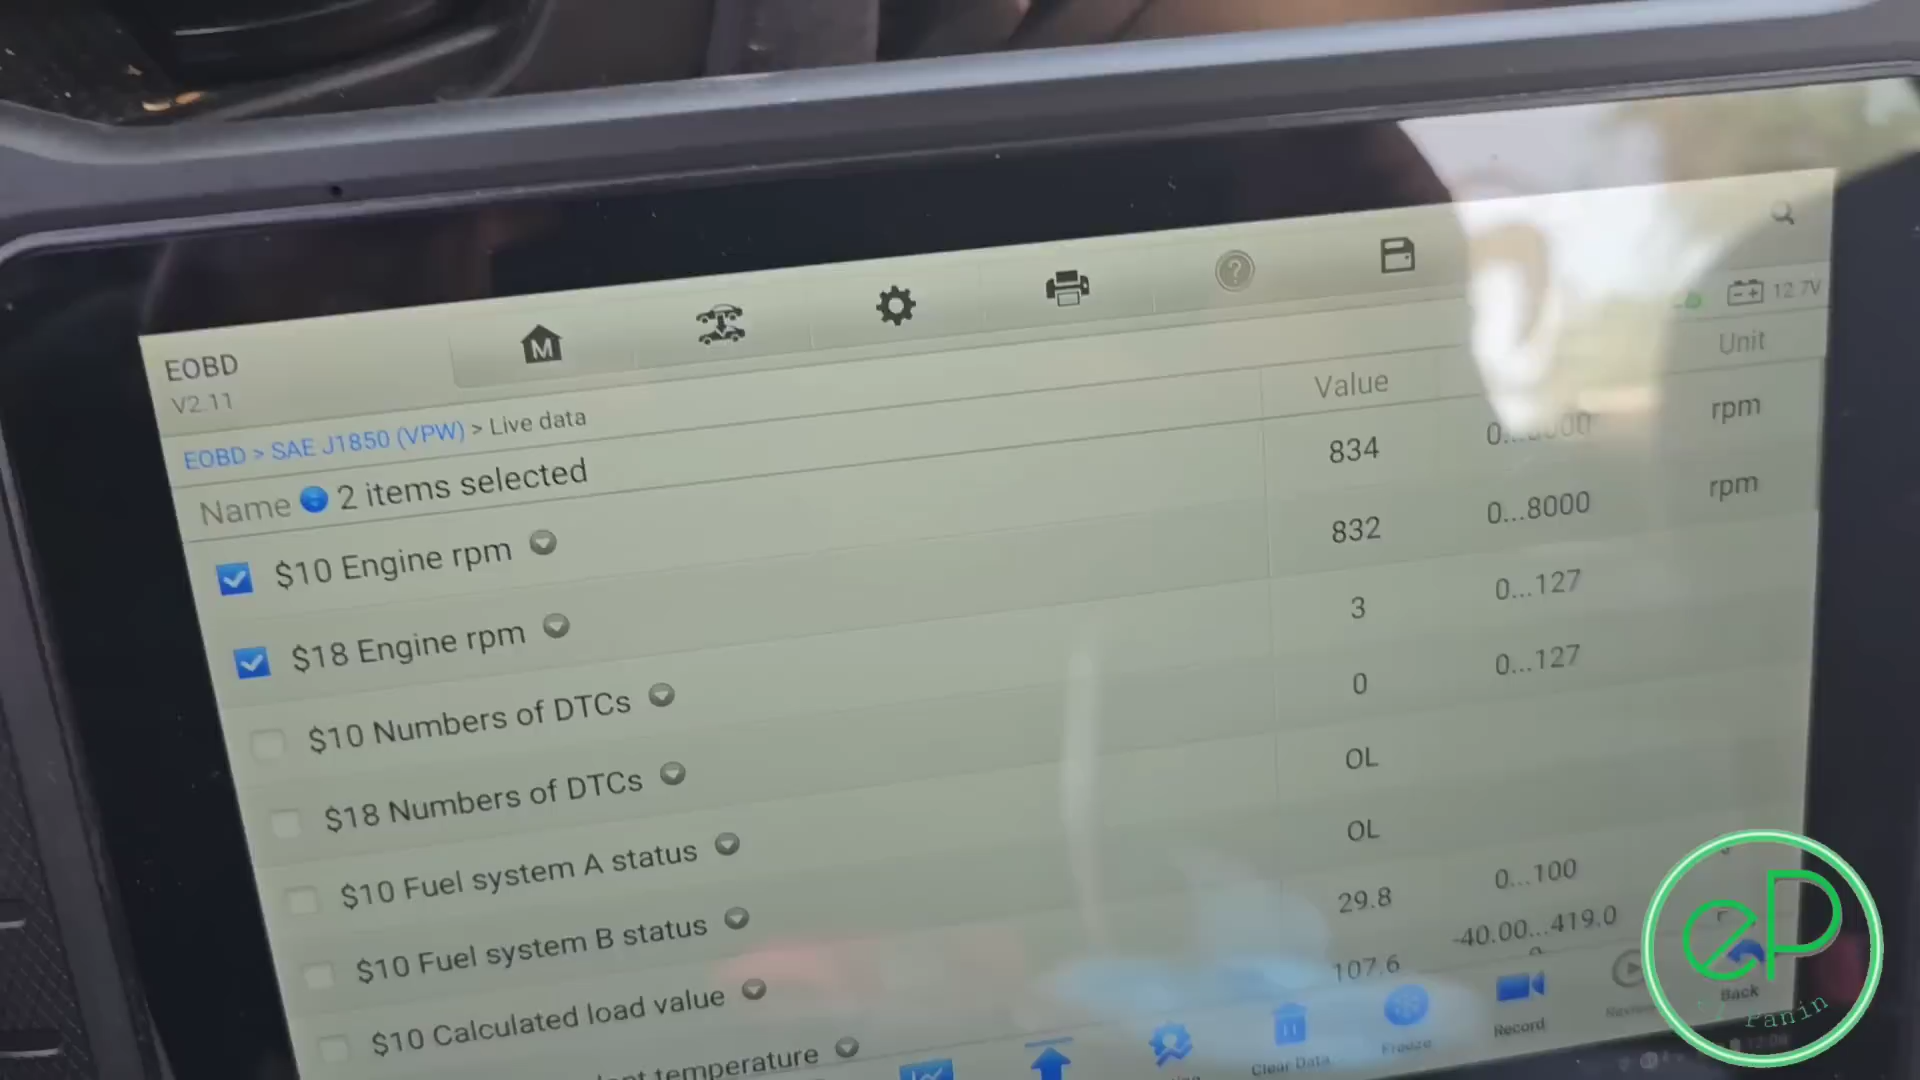 EOBD
V2.11
M
?
12.7V
EOBD > SAE J1850 (VPW) > Live data
Name 2 items selected Value Unit
$10 Engine rpm 834 rpm
$18 Engine rpm 832 0...8000 rpm
$10 Numbers of DTCs 3 0...127
$18 Numbers of DTCs 0 0...127
$10 Fuel system A status OL
$10 Fuel system B status OL
$10 Calculated load value 29.8 0...100
temperature 107.6 -40.00...419.0
Clear Data
Freeze
Record
Back
eP
Panin